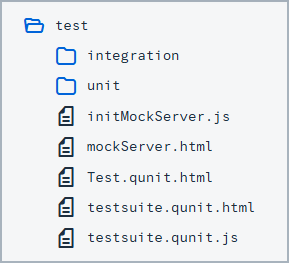 test
integration
unit
initMockServer.js
mockServer.html
Test.qunit.html
testsuite.qunit.html
testsuite.qunit.js